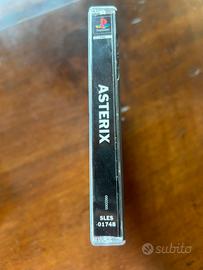 ASTERIX
SLES
-01748
subito